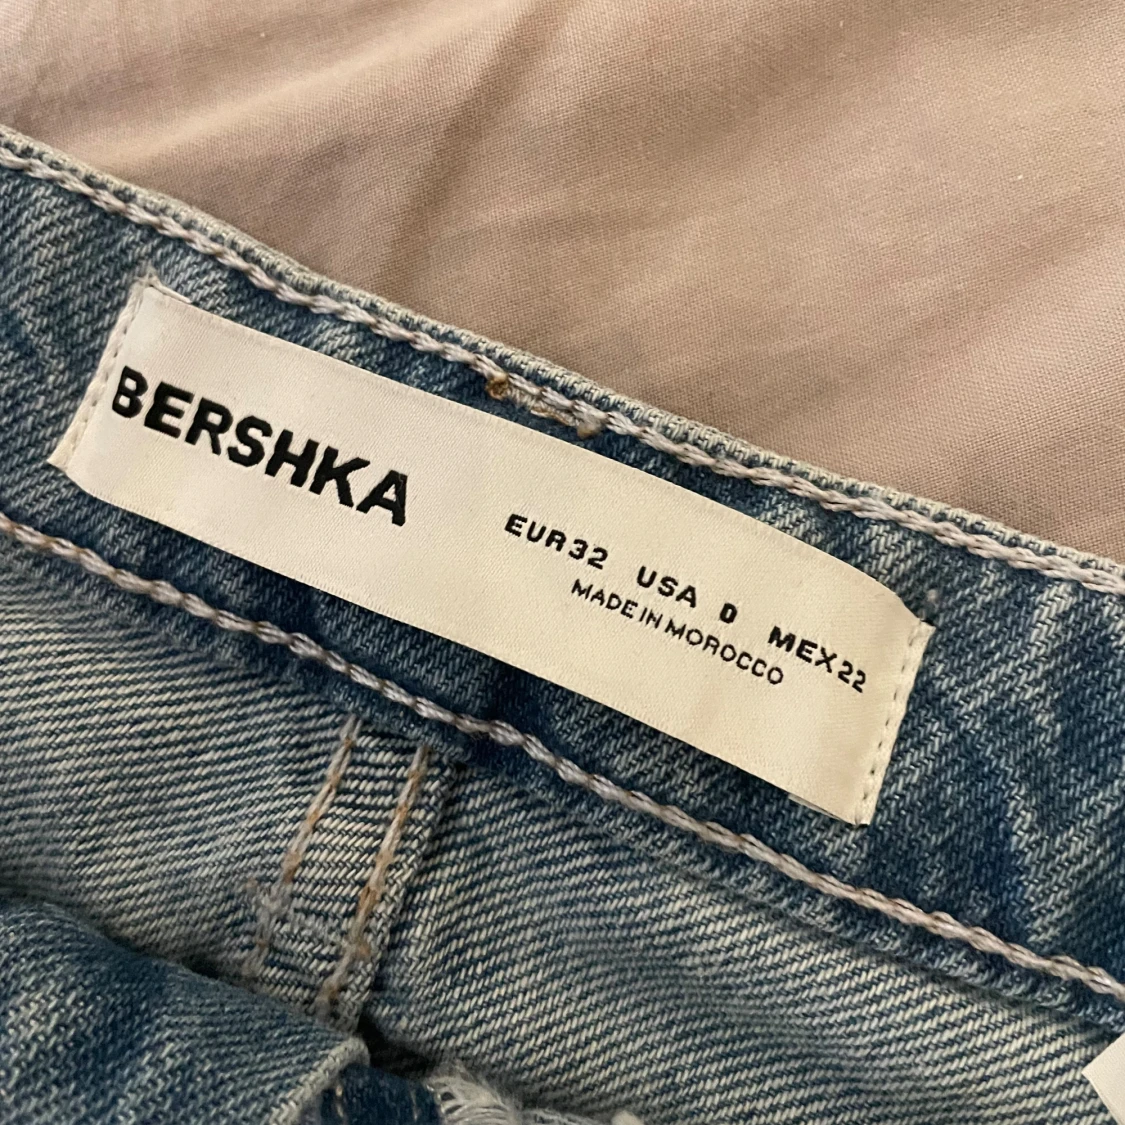 BERSHKA
EUR32 USA 0 MEX22
MADE IN MOROCCO